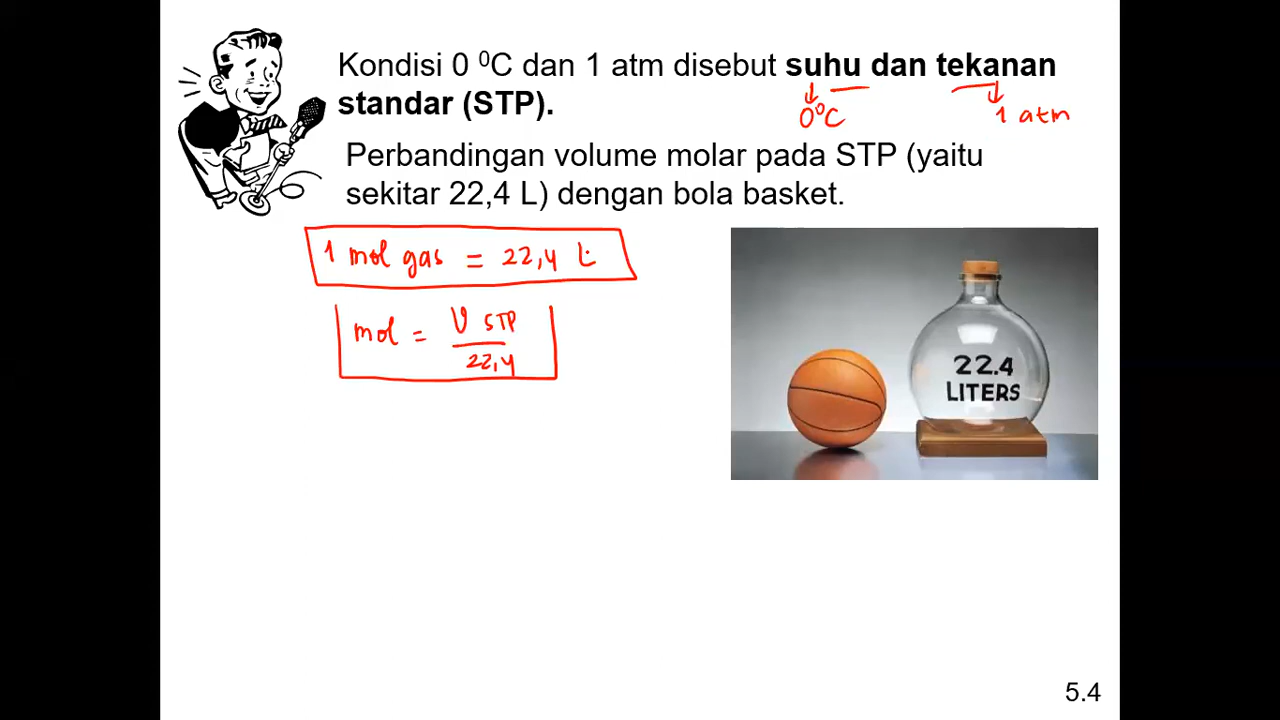 Kondisi 0 ⁰C dan 1 atm disebut suhu dan tekanan
standar (STP).
0°C
1 atm
Perbandingan volume molar pada STP (yaitu
sekitar 22,4 L) dengan bola basket.
1 mol gas = 22,4 L
mol = V STP
22,4
22.4
LITERS
5.4